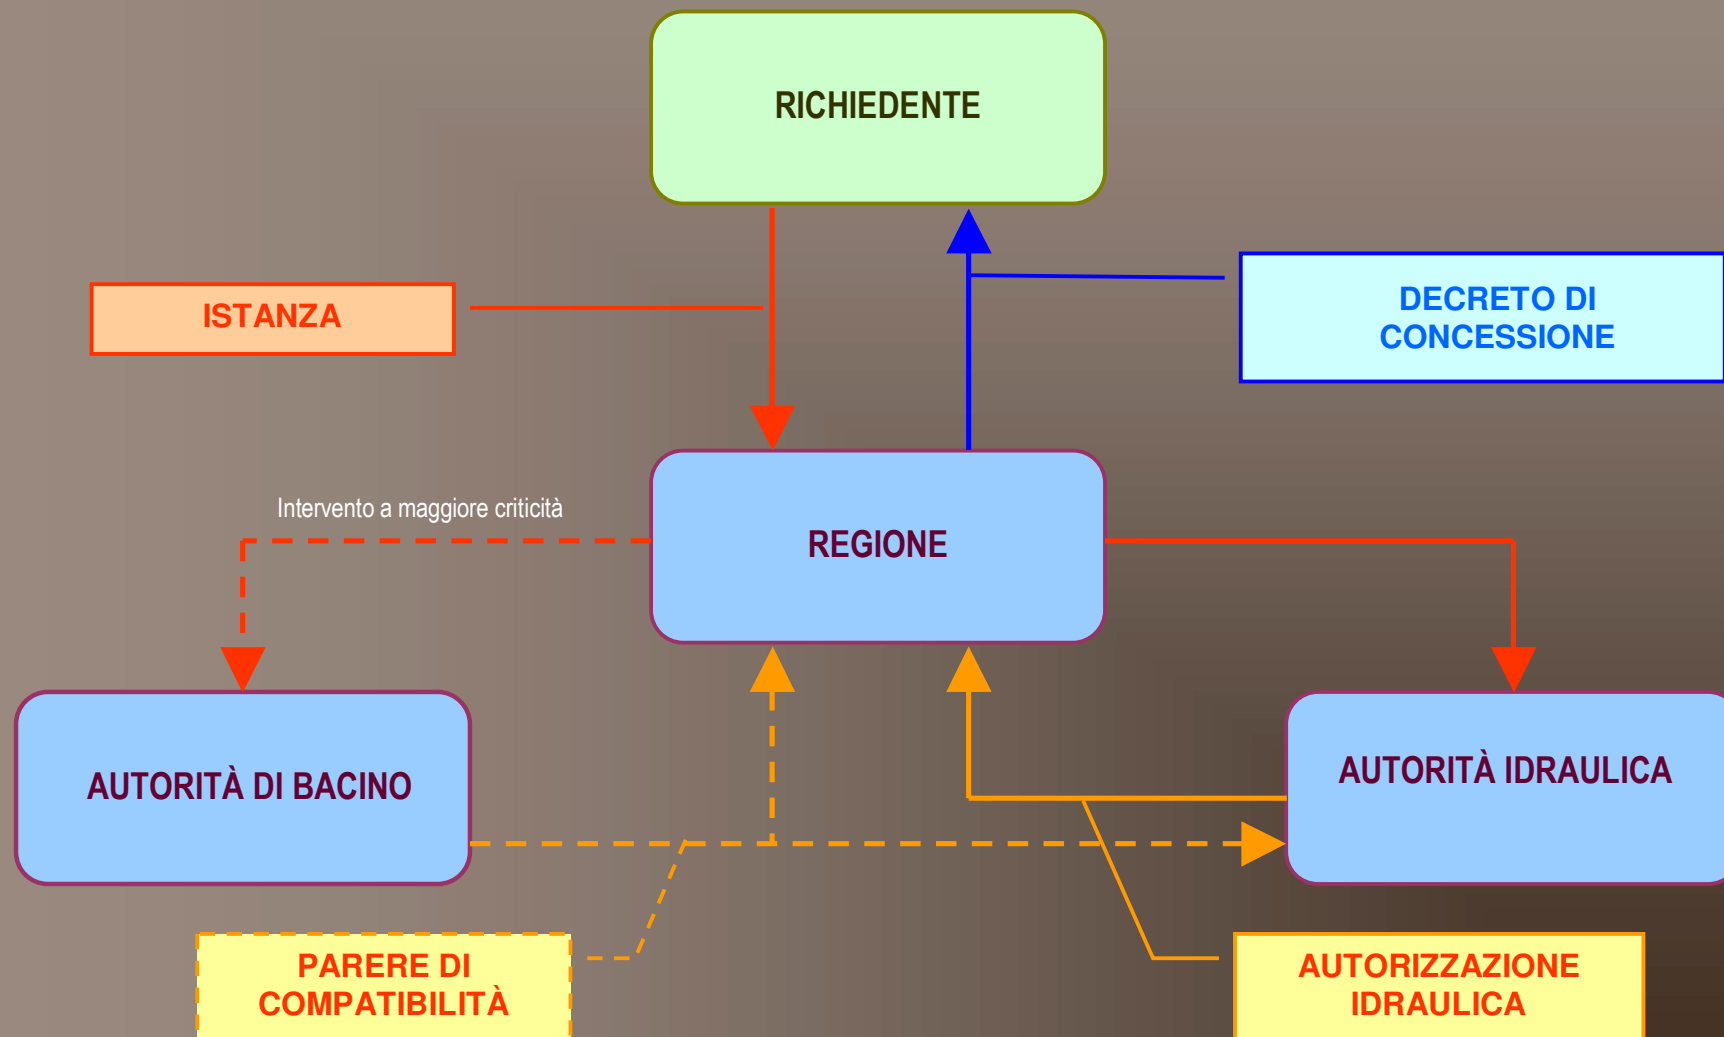 RICHIEDENTE
ISTANZA
DECRETO DI
CONCESSIONE
Intervento a maggiore criticità
REGIONE
AUTORITÀ DI BACINO
AUTORITÀ IDRAULICA
PARERE DI
COMPATIBILITÀ
AUTORIZZAZIONE
IDRAULICA